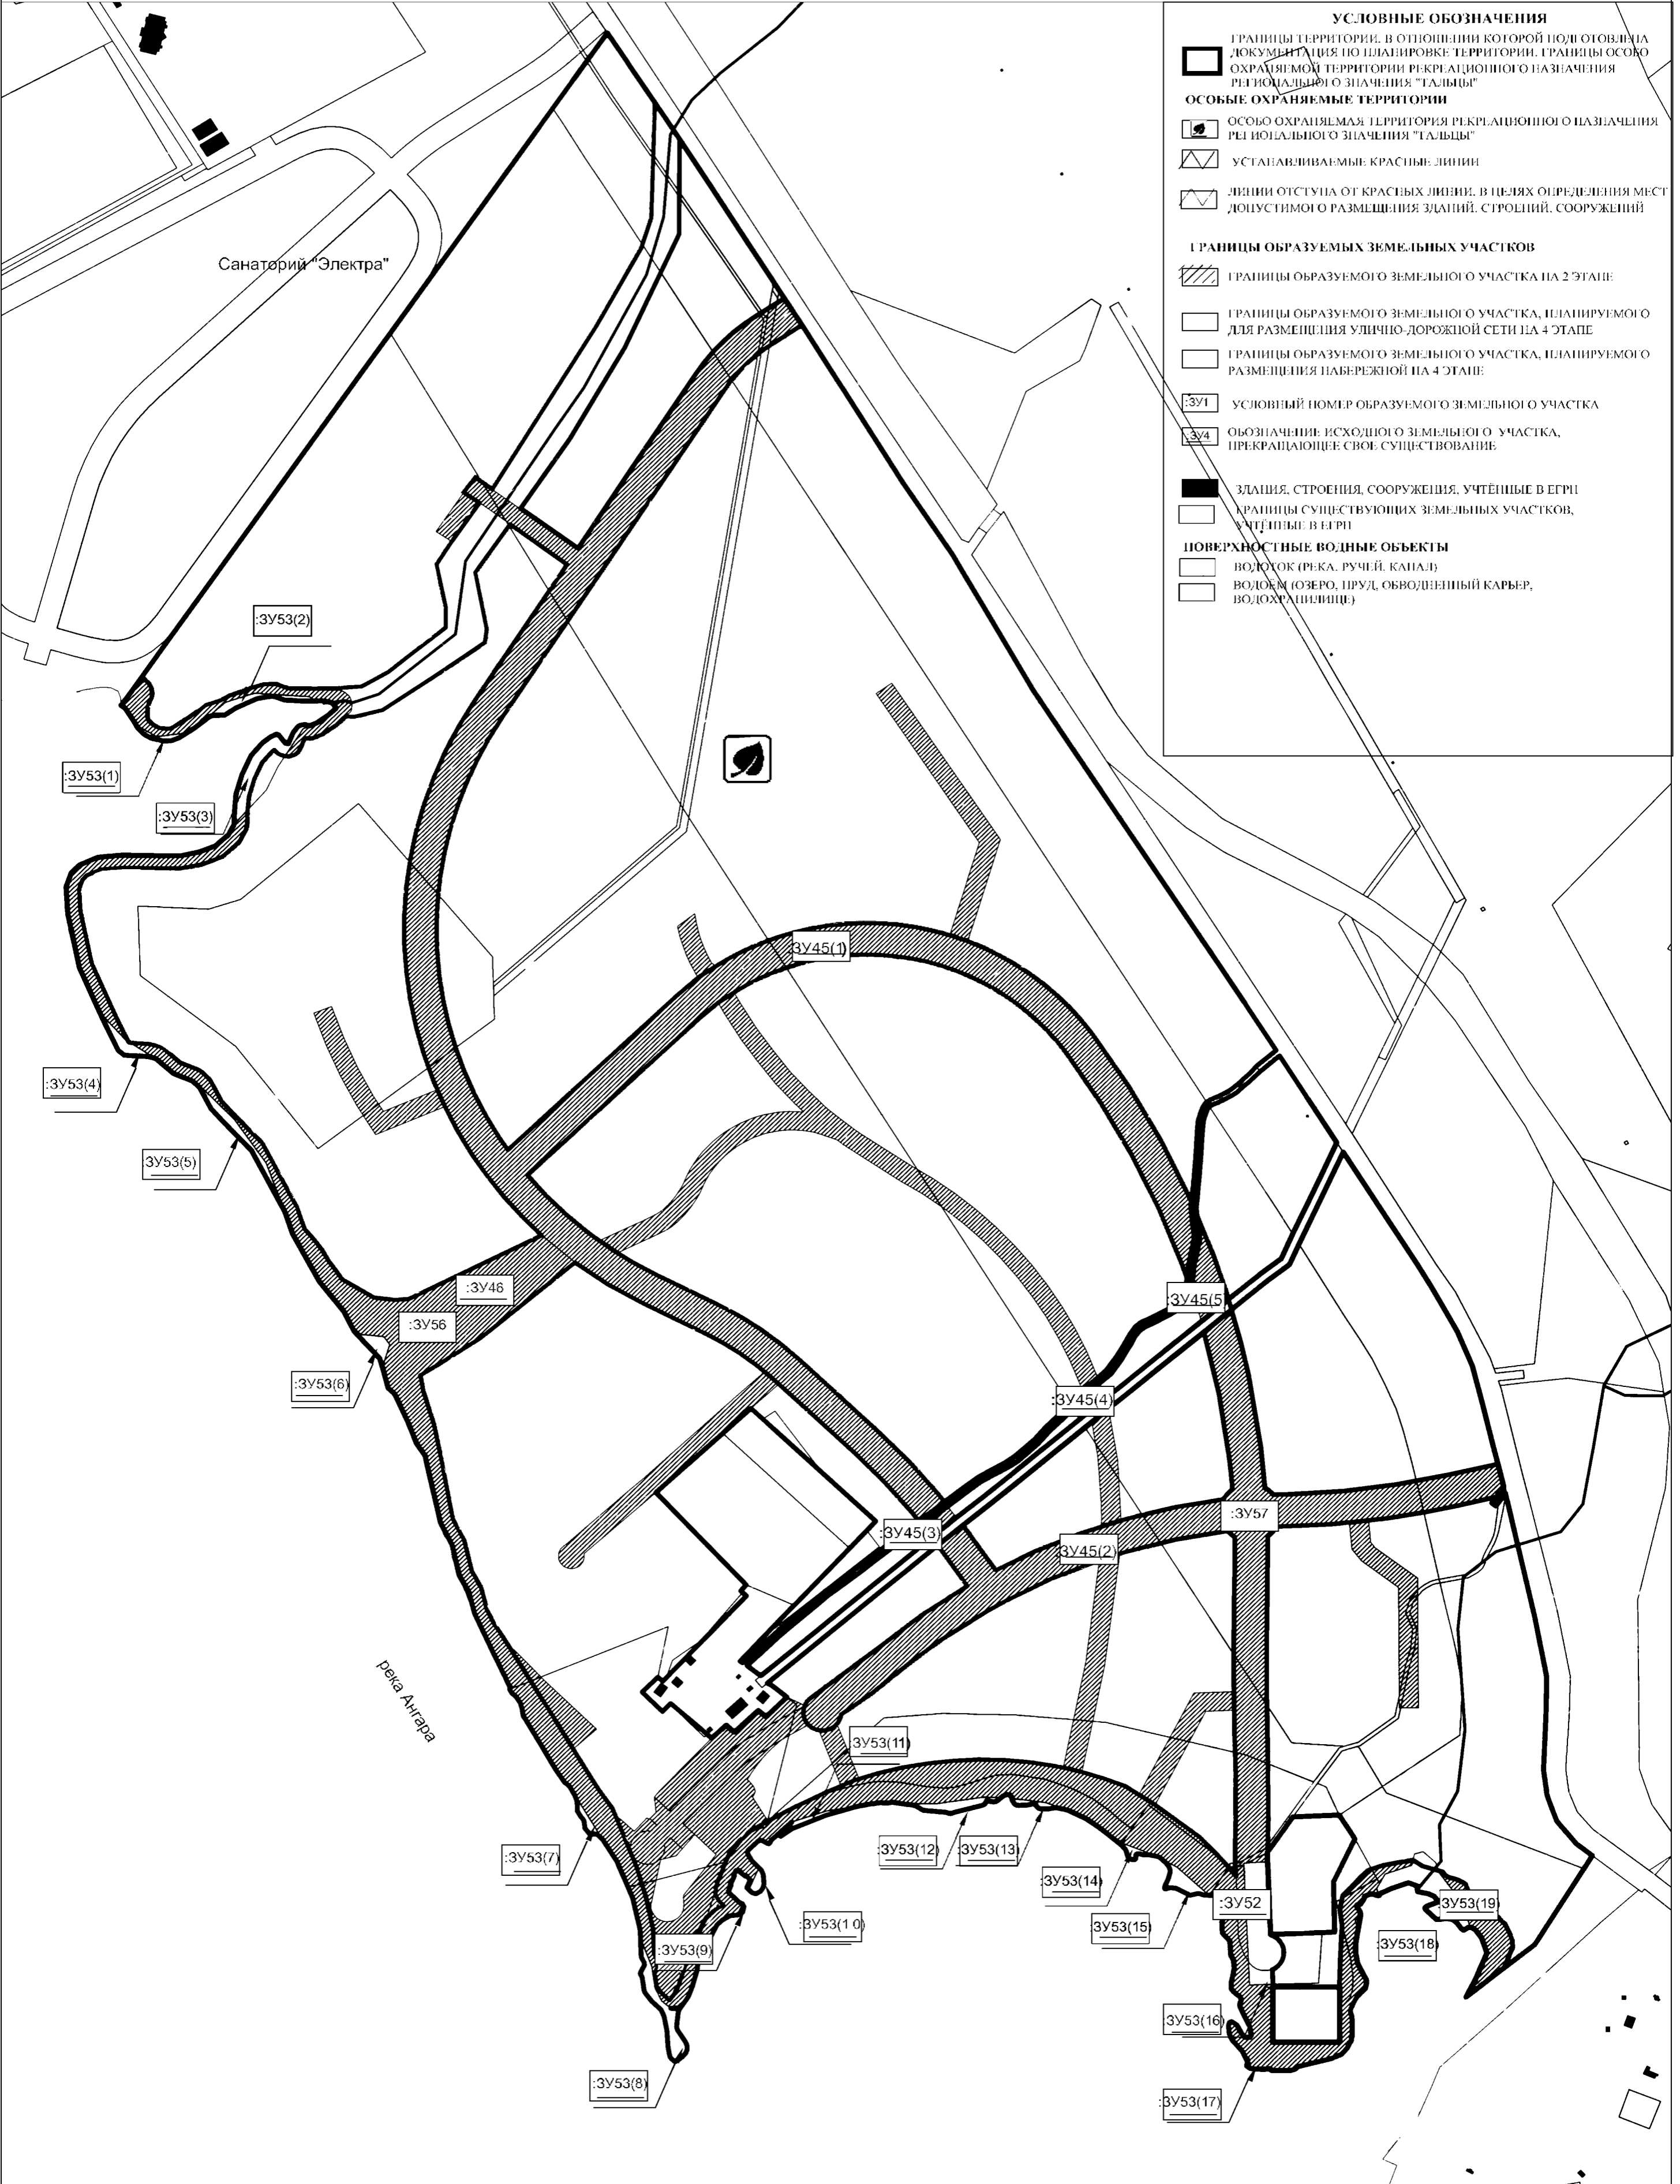 УСЛОВНЫЕ ОБОЗНАЧЕНИЯ
ГРАНИЦЫ ТЕРРИТОРИИ, В ОТНОШЕНИИ КОТОРОЙ ПОДГОТОВЛЕНА
ДОКУМЕНТАЦИЯ ПО ПЛАНИРОВКЕ ТЕРРИТОРИИ. ГРАНИЦЫ ОСОБО
ОХРАНЯЕМОЙ ТЕРРИТОРИИ РЕКРЕАЦИОННОГО НАЗНАЧЕНИЯ
РЕГИОНАЛЬНОГО ЗНАЧЕНИЯ "ТАЛЬЦЫ"
ОСОБЫЕ ОХРАНЯЕМЫЕ ТЕРРИТОРИИ
ОСОБО ОХРАНЯЕМАЯ ТЕРРИТОРИЯ РЕКРЕАЦИОННОГО НАЗНАЧЕНИЯ
РЕГИОНАЛЬНОГО ЗНАЧЕНИЯ "ТАЛЬЦЫ"
УСТАНАВЛИВАЕМЫЕ КРАСНЫЕ ЛИНИИ
ЛИНИИ ОТСТУПА ОТ КРАСНЫХ ЛИНИЙ, В ЦЕЛЯХ ОПРЕДЕЛЕНИЯ МЕСТ
ДОПУСТИМОГО РАЗМЕЩЕНИЯ ЗДАНИЙ, СТРОЕНИЙ, СООРУЖЕНИЙ
ГРАНИЦЫ ОБРАЗУЕМЫХ ЗЕМЕЛЬНЫХ УЧАСТКОВ
ГРАНИЦЫ ОБРАЗУЕМОГО ЗЕМЕЛЬНОГО УЧАСТКА НА 2 ЭТАПЕ
ГРАНИЦЫ ОБРАЗУЕМОГО ЗЕМЕЛЬНОГО УЧАСТКА, ПЛАНИРУЕМОГО
ДЛЯ РАЗМЕЩЕНИЯ УЛИЧНО-ДОРОЖНОЙ СЕТИ НА 4 ЭТАПЕ
ГРАНИЦЫ ОБРАЗУЕМОГО ЗЕМЕЛЬНОГО УЧАСТКА, ПЛАНИРУЕМОГО
РАЗМЕЩЕНИЯ НАБЕРЕЖНОЙ НА 4 ЭТАПЕ
:ЗУ1 УСЛОВНЫЙ НОМЕР ОБРАЗУЕМОГО ЗЕМЕЛЬНОГО УЧАСТКА
:ЗУ4 ОБОЗНАЧЕНИЕ ИСХОДНОГО ЗЕМЕЛЬНОГО УЧАСТКА,
ПРЕКРАЩАЮЩЕЕ СВОЕ СУЩЕСТВОВАНИЕ
ЗДАНИЯ, СТРОЕНИЯ, СООРУЖЕНИЯ, УЧТЁННЫЕ В ЕГРН
ГРАНИЦЫ СУЩЕСТВУЮЩИХ ЗЕМЕЛЬНЫХ УЧАСТКОВ,
УЧТЁННЫЕ В ЕГРН
ПОВЕРХНОСТНЫЕ ВОДНЫЕ ОБЪЕКТЫ
ВОДОТОК (РЕКА, РУЧЕЙ, КАНАЛ)
ВОДОЕМ (ОЗЕРО, ПРУД, ОБВОДНЕННЫЙ КАРЬЕР,
ВОДОХРАНИЛИЩЕ)
Санаторий "Электра"
:ЗУ53(2)
:ЗУ53(1)
:ЗУ53(3)
:ЗУ45(1)
:ЗУ53(4)
:ЗУ53(5)
:ЗУ46
:ЗУ45(5)
:ЗУ56
:ЗУ53(6)
:ЗУ45(4)
:ЗУ57
:ЗУ45(3)
:ЗУ45(2)
река Ангара
:ЗУ53(11)
:ЗУ53(7)
:ЗУ53(12)
:ЗУ53(13)
:ЗУ53(14)
:ЗУ52
:ЗУ53(19)
:ЗУ53(10)
:ЗУ53(15)
:ЗУ53(9)
:ЗУ53(18)
:ЗУ53(16)
:ЗУ53(8)
:ЗУ53(17)